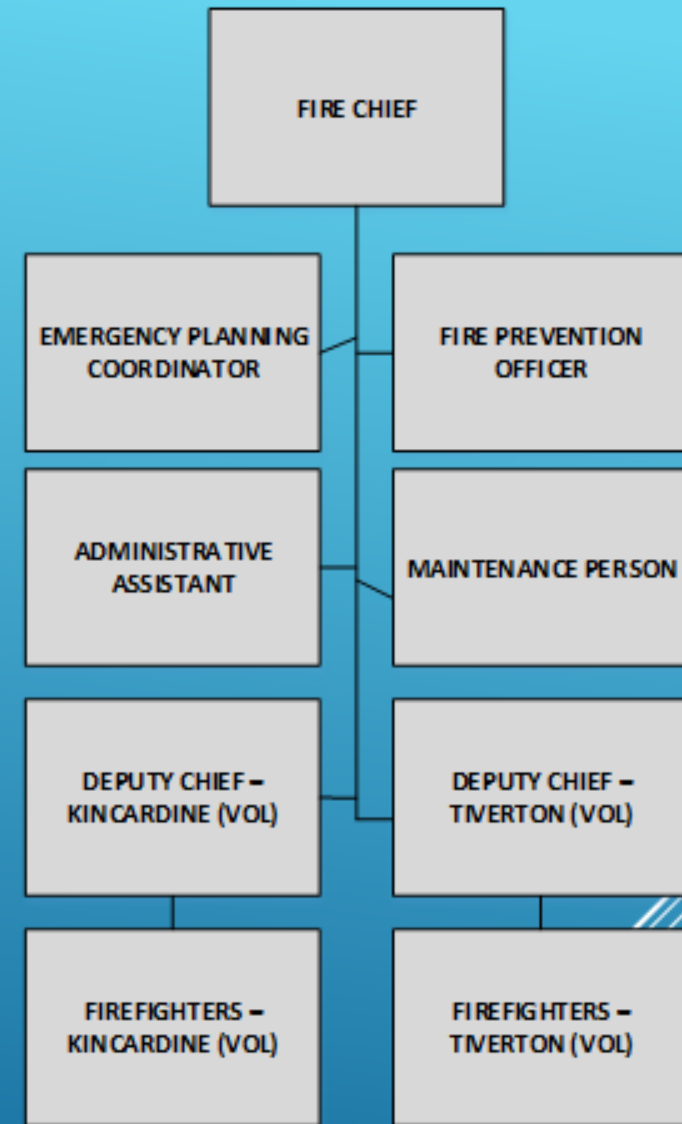 FIRE CHIEF
EMERGENCY PLANNING
COORDINATOR
FIRE PREVENTION
OFFICER
ADMINISTRATIVE
ASSISTANT
MAINTENANCE PERSON
DEPUTY CHIEF –
KINCARDINE (VOL)
DEPUTY CHIEF –
TIVERTON (VOL)
FIREFIGHTERS –
KINCARDINE (VOL)
FIREFIGHTERS –
TIVERTON (VOL)